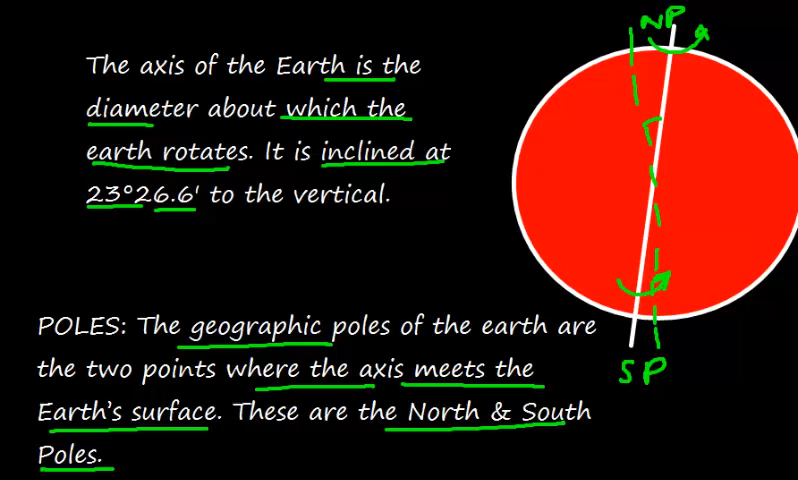 The axis of the Earth is the
diameter about which the
earth rotates. It is inclined at
23°26.6' to the vertical.
POLES: The geographic poles of the earth are
the two points where the axis meets the
Earth's surface. These are the North & South
Poles.
NP
SP